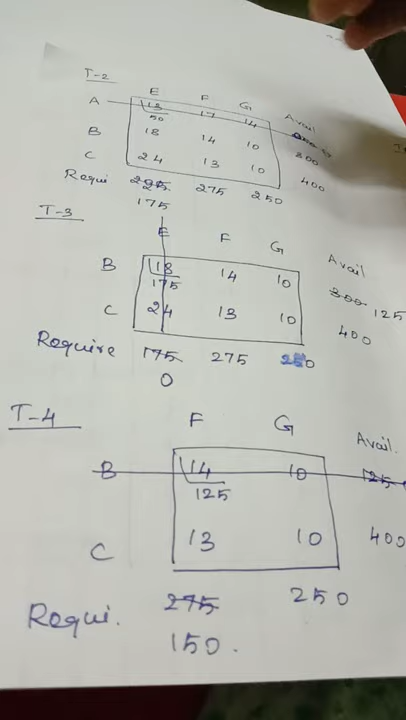 T-2
E F G Avail
A 13 17 14
50
B 18 14 10 300
C 24 13 10 400
Requi 225 275 250
175
T-3
E F G Avail
B 18 14 10 300 125
175
C 24 13 10 400
Require 175 275 250
0
T-4
F G Avail.
B 14 10 125
125
C 13 10 400
Requi. 275 250
150.